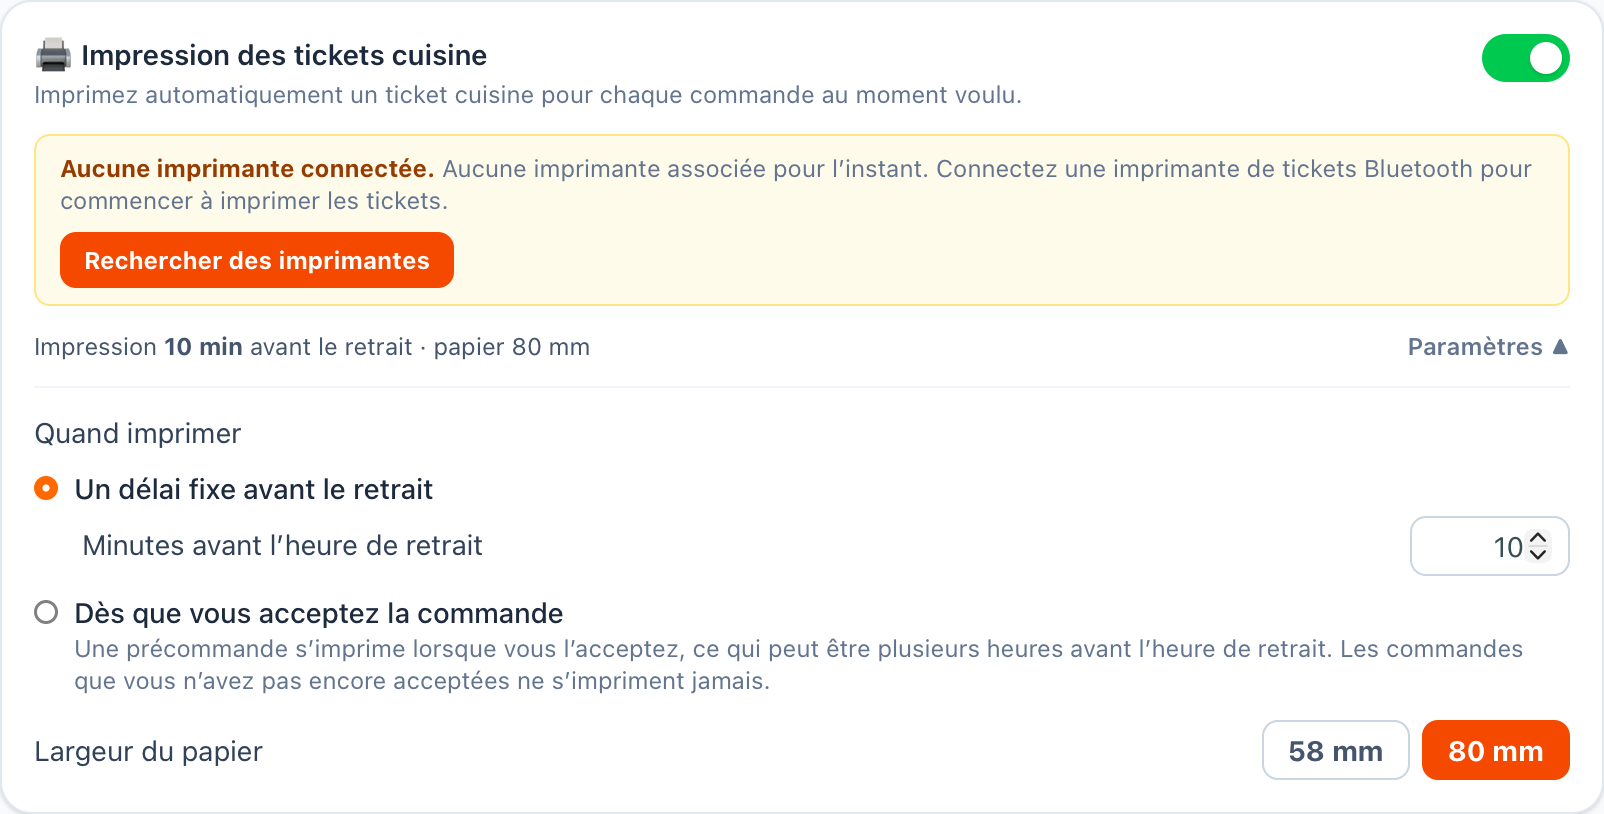 Impression des tickets cuisine
Imprimez automatiquement un ticket cuisine pour chaque commande au moment voulu.
Aucune imprimante connectée. Aucune imprimante associée pour l’instant. Connectez une imprimante de tickets Bluetooth pour
commencer à imprimer les tickets.
Rechercher des imprimantes
Impression 10 min avant le retrait · papier 80 mm
Paramètres ▲
Quand imprimer
Un délai fixe avant le retrait
Minutes avant l’heure de retrait
10
Dès que vous acceptez la commande
Une précommande s’imprime lorsque vous l’acceptez, ce qui peut être plusieurs heures avant l’heure de retrait. Les commandes
que vous n’avez pas encore acceptées ne s’impriment jamais.
Largeur du papier
58 mm
80 mm